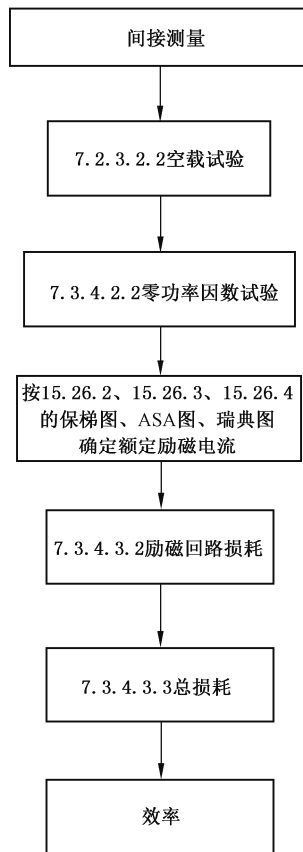 间接测量
7.2.3.2.2空载试验
7.3.4.2.2零功率因数试验
按15.26.2、15.26.3、15.26.4
的保梯图、ASA图、瑞典图
确定额定励磁电流
7.3.4.3.2励磁回路损耗
7.3.4.3.3总损耗
效率